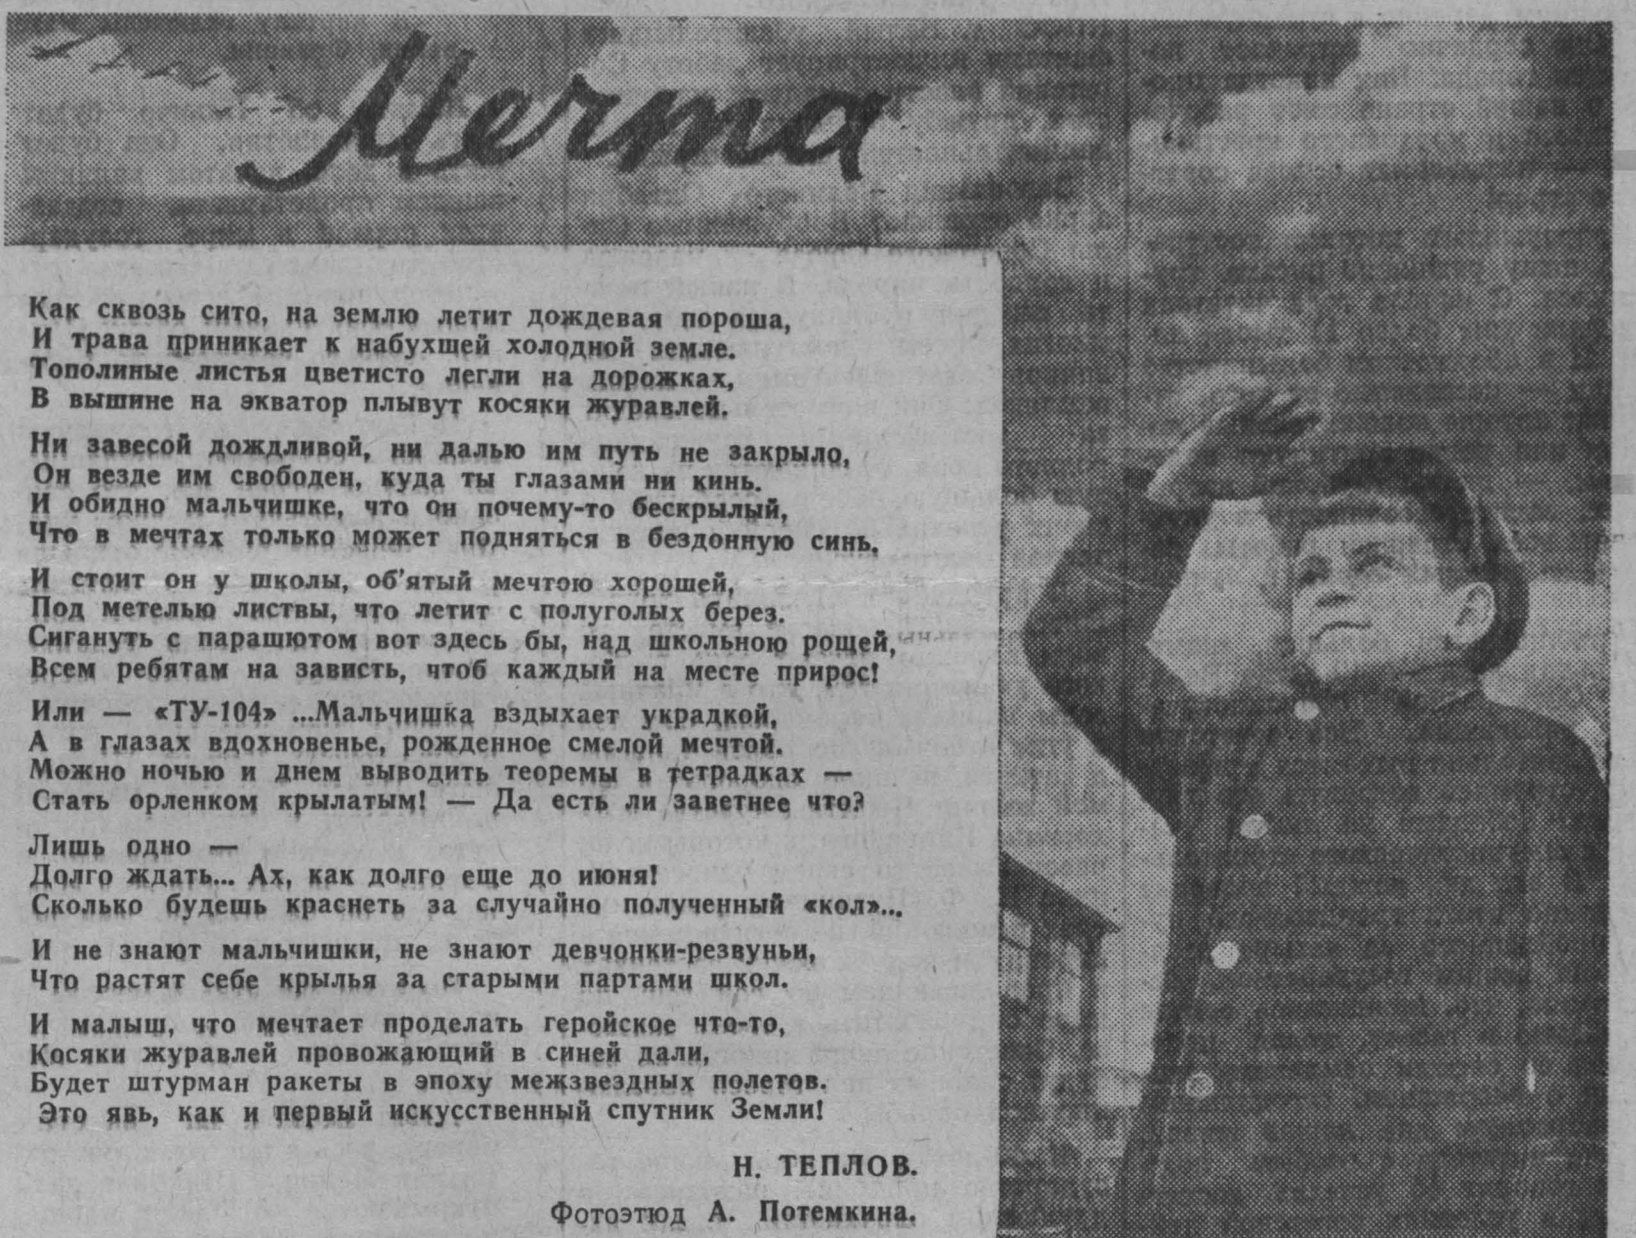 Мечта
Как сквозь сито, на землю летит дождевая пороша,
И трава приникает к набухшей холодной земле.
Тополиные листья цветисто легли на дорожках,
В вышине на экватор плывут косяки журавлей.
Ни завесой дождливой, ни далью им путь не закрыло,
Он везде им свободен, куда ты глазами ни кинь.
И обидно мальчишке, что он почему-то бескрылый,
Что в мечтах только может подняться в бездонную синь.
И стоит он у школы, об'ятый мечтою хорошей,
Под метелью листвы, что летит с полуголых берез.
Сигануть с парашютом вот здесь бы, над школьною рощей,
Всем ребятам на зависть, чтоб каждый на месте прирос!
Или — «ТУ-104» ...Мальчишка вздыхает украдкой,
А в глазах вдохновенье, рожденное смелой мечтой.
Можно ночью и днем выводить теоремы в тетрадках —
Стать орленком крылатым! — Да есть ли заветнее что?
Лишь одно —
Долго ждать... Ах, как долго еще до июня!
Сколько будешь краснеть за случайно полученный «кол»...
И не знают мальчишки, не знают девчонки-резвуньи,
Что растят себе крылья за старыми партами школ.
И малыш, что мечтает проделать геройское что-то,
Косяки журавлей провожающий в синей дали,
Будет штурман ракеты в эпоху межзвездных полетов.
Это явь, как и первый искусственный спутник Земли!
Н. ТЕПЛОВ.
Фотоэтюд А. Потемкина.